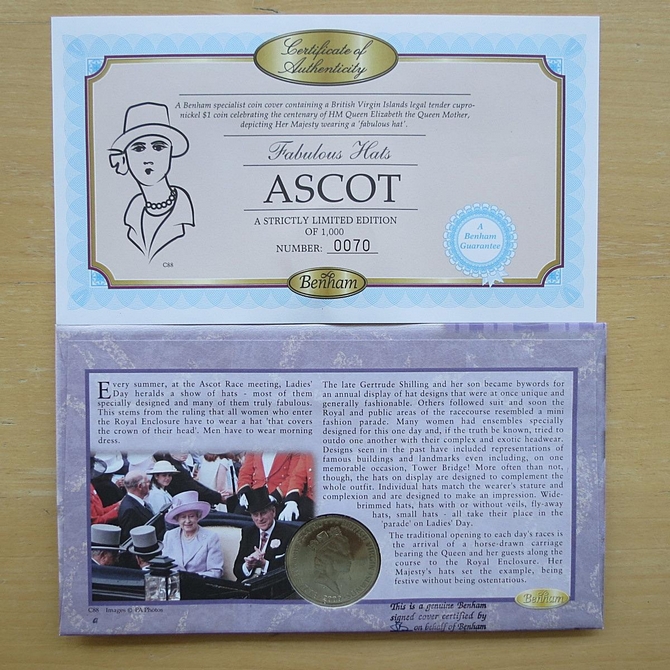 Certificate of
Authenticity
A Benham specialist coin cover containing a British Virgin Islands legal tender cupro-
nickel $1 coin celebrating the centenary of HM Queen Elizabeth the Queen Mother,
depicting Her Majesty wearing a 'fabulous hat'.
Fabulous Hats
ASCOT
A STRICTLY LIMITED EDITION
OF 1,000
NUMBER: 0070
C88
A
Benham
Guarantee
Benham
Every summer, at the Ascot Race meeting, Ladies'
Day heralds a show of hats - most of them
specially designed and many of them truly fabulous.
This stems from the ruling that all women who enter
the Royal Enclosure have to wear a hat 'that covers
the crown of their head'. Men have to wear morning
dress.
The late Gertrude Shilling and her son became bywords for
an annual display of hat designs that were at once unique and
generally fashionable. Others followed suit and soon the
Royal and public areas of the racecourse resembled a mini
fashion parade. Many women had ensembles specially
designed for this one day and, if the truth be known, tried to
outdo one another with their complex and exotic headwear.
Designs seen in the past have included representations of
famous buildings and landmarks even including, on one
memorable occasion, Tower Bridge! More often than not,
though, the hats on display are designed to complement the
whole outfit. Individual hats match the wearer's stature and
complexion and are designed to make an impression. Wide-
brimmed hats, hats with or without veils, fly-away
hats, small hats - all take their place in the
'parade' on Ladies' Day.
The traditional opening to each day's races is
the arrival of a horse-drawn carriage
bearing the Queen and her guests along the
course to the Royal Enclosure. Her
Majesty's hats set the example, being
festive without being ostentatious.
C88 Images © PA Photos
Benham
This is a genuine Benham
signed cover certified by
on behalf of Benham